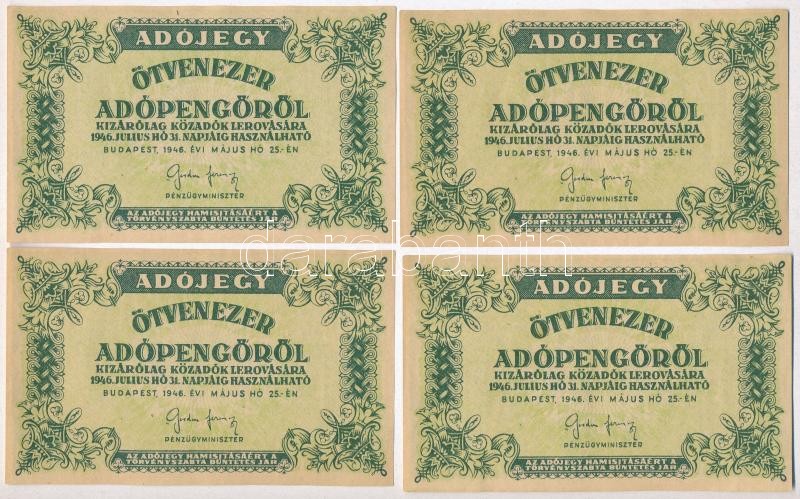 ADÓJEGY
ÖTVENEZER
ADÓPENGŐRŐL
KIZÁRÓLAG KÖZADÓK LEROVÁSÁRA
1946. JULIUS HÓ 31. NAPJÁIG HASZNÁLHATÓ
BUDAPEST, 1946. ÉVI MÁJUS HÓ 25.-ÉN
PÉNZÜGYMINISZTER
AZ ADÓJEGY HAMISITÁSÁÉRT A
TÖRVÉNYSZABTA BÜNTETÉS JÁR
ADÓJEGY
ÖTVENEZER
ADÓPENGŐRŐL
KIZÁRÓLAG KÖZADÓK LEROVÁSÁRA
1946. JULIUS HÓ 31. NAPJÁIG HASZNÁLHATÓ
BUDAPEST, 1946. ÉVI MÁJUS HÓ 25.-ÉN
PÉNZÜGYMINISZTER
AZ ADÓJEGY HAMISITÁSÁÉRT A
TÖRVÉNYSZABTA BÜNTETÉS JÁR
darabanth
ADÓJEGY
ÖTVENEZER
ADÓPENGŐRŐL
KIZÁRÓLAG KÖZADÓK LEROVÁSÁRA
1946. JULIUS HÓ 31. NAPJÁIG HASZNÁLHATÓ
BUDAPEST, 1946. ÉVI MÁJUS HÓ 25.-ÉN
PÉNZÜGYMINISZTER
AZ ADÓJEGY HAMISITÁSÁÉRT A
TÖRVÉNYSZABTA BÜNTETÉS JÁR
ADÓJEGY
ÖTVENEZER
ADÓPENGŐRŐL
KIZÁRÓLAG KÖZADÓK LEROVÁSÁRA
1946. JULIUS HÓ 31. NAPJÁIG HASZNÁLHATÓ
BUDAPEST, 1946. ÉVI MÁJUS HÓ 25.-ÉN
PÉNZÜGYMINISZTER
AZ ADÓJEGY HAMISITÁSÁÉRT A
TÖRVÉNYSZABTA BÜNTETÉS JÁR